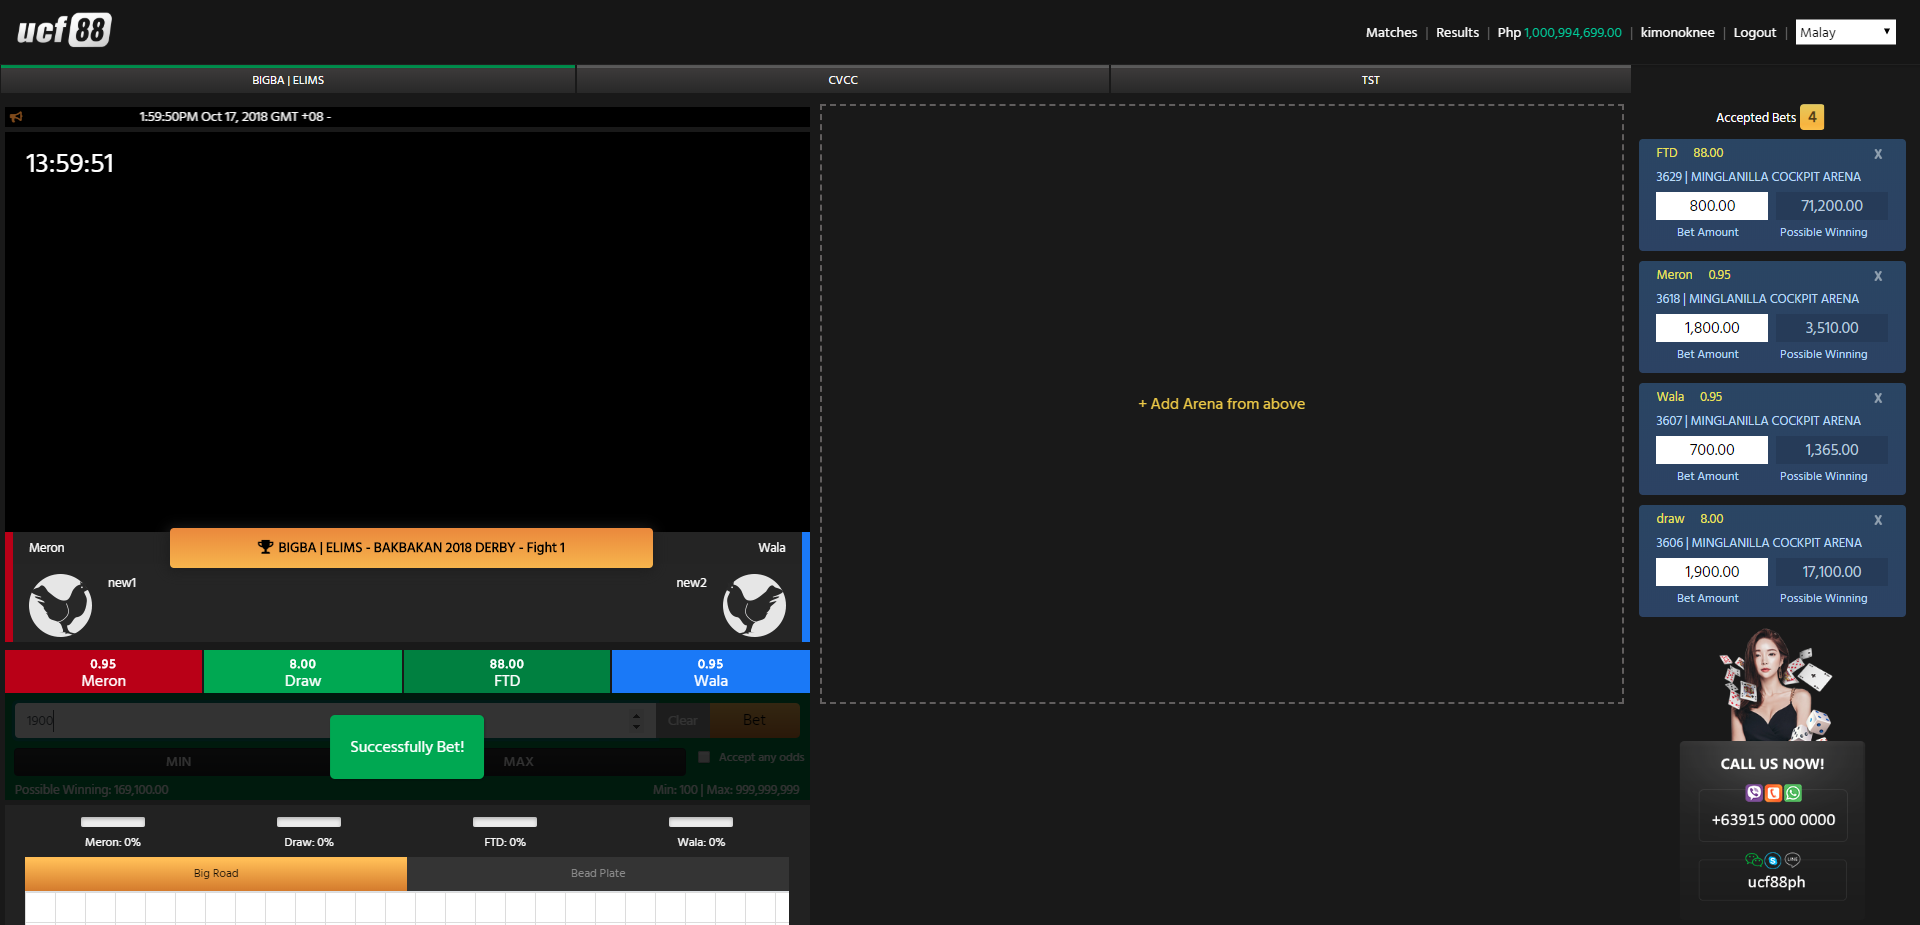 ucf88
Matches | Results | Php 1,000,994,699.00 | kimonoknee | Logout | Malay
BIGBA | ELIMS
CVCC
TST
1:59:50PM Oct 17, 2018 GMT +08 -
13:59:51
Meron
BIGBA | ELIMS - BAKBAKAN 2018 DERBY - Fight 1
Wala
new1
new2
0.95
Meron
8.00
Draw
88.00
FTD
0.95
Wala
1900
Clear
Bet
Successfully Bet!
MIN
MAX
Accept any odds
Possible Winning: 169,100.00
Min: 100 | Max: 999,999,999
Meron: 0%
Draw: 0%
FTD: 0%
Wala: 0%
Big Road
Bead Plate
+ Add Arena from above
Accepted Bets 4
FTD 88.00 X
3629 | MINGLANILLA COCKPIT ARENA
800.00 71,200.00
Bet Amount Possible Winning
Meron 0.95 X
3618 | MINGLANILLA COCKPIT ARENA
1,800.00 3,510.00
Bet Amount Possible Winning
Wala 0.95 X
3607 | MINGLANILLA COCKPIT ARENA
700.00 1,365.00
Bet Amount Possible Winning
draw 8.00 X
3606 | MINGLANILLA COCKPIT ARENA
1,900.00 17,100.00
Bet Amount Possible Winning
CALL US NOW!
+63915 000 0000
LINE
ucf88ph